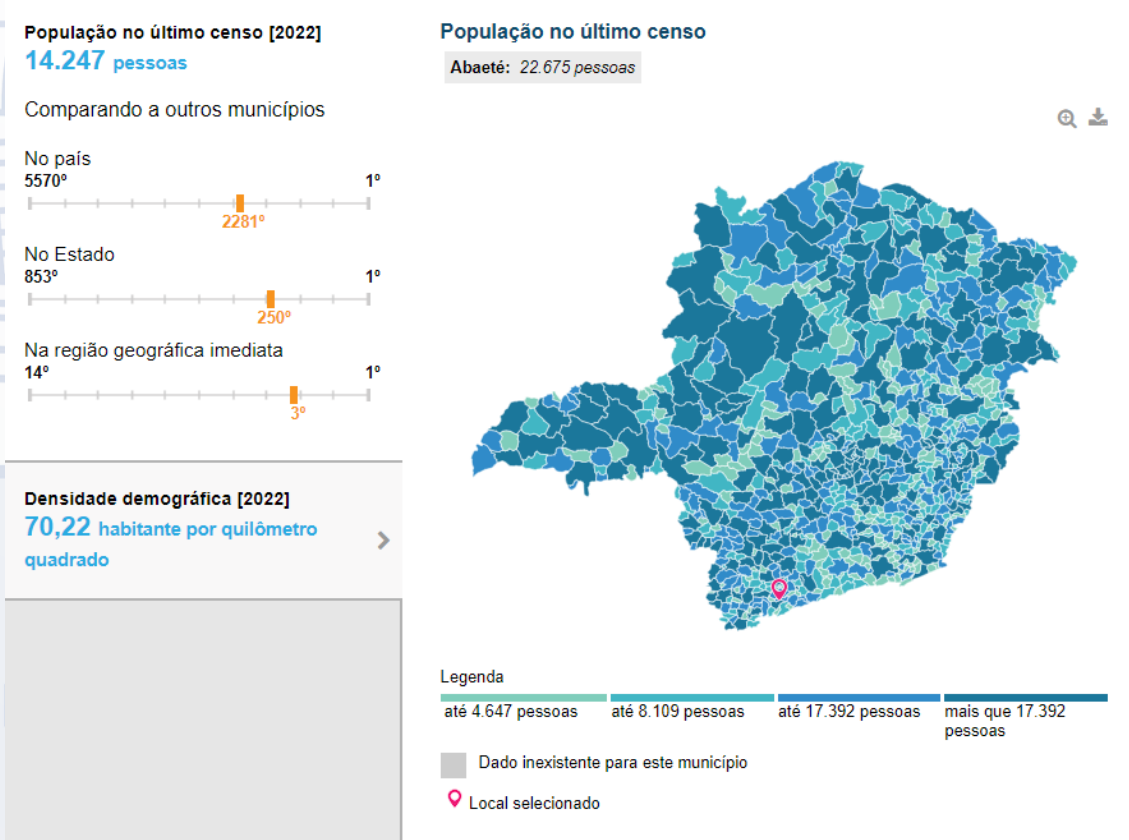 População no último censo [2022]
14.247 pessoas
Comparando a outros municípios
No país
5570º 1º
2281º
No Estado
853º 1º
250º
Na região geográfica imediata
14º 1º
3º
Densidade demográfica [2022]
70,22 habitante por quilômetro
quadrado
População no último censo
Abaeté: 22.675 pessoas
Legenda
até 4.647 pessoas
até 8.109 pessoas
até 17.392 pessoas
mais que 17.392
pessoas
Dado inexistente para este município
Local selecionado